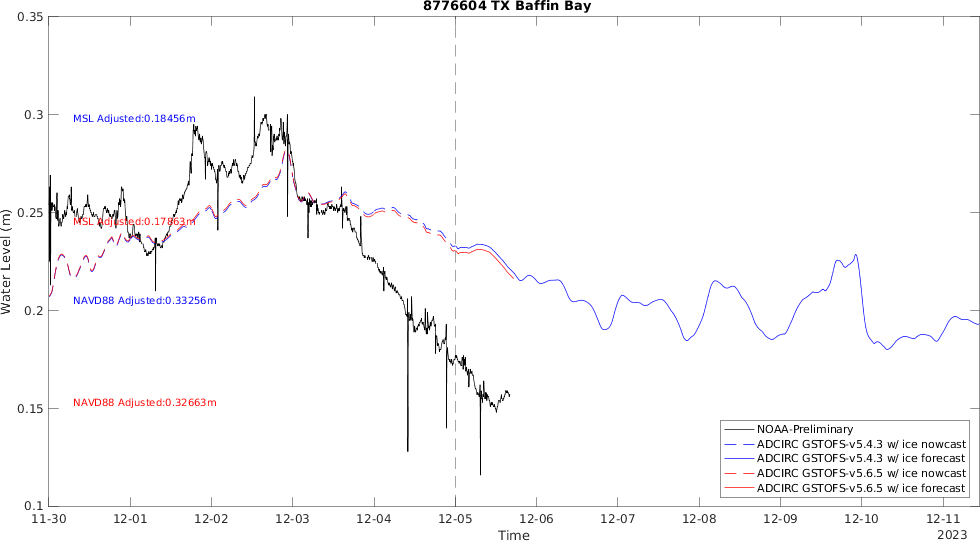 8776604 TX Baffin Bay
0.35
0.3
0.25
0.2
0.15
0.1
Water Level (m)
MSL Adjusted:0.18456m
MSL Adjusted:0.17863m
NAVD88 Adjusted:0.33256m
NAVD88 Adjusted:0.32663m
NOAA-Preliminary
ADCIRC GSTOFS-v5.4.3 w/ ice nowcast
ADCIRC GSTOFS-v5.4.3 w/ ice forecast
ADCIRC GSTOFS-v5.6.5 w/ ice nowcast
ADCIRC GSTOFS-v5.6.5 w/ ice forecast
11-30 12-01 12-02 12-03 12-04 12-05 12-06 12-07 12-08 12-09 12-10 12-11
Time
2023